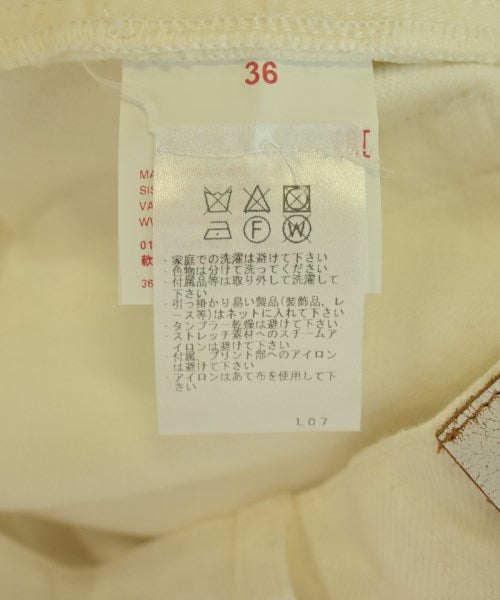 36
MA
SIS
VA
WV
01
軟
36
F W
・家庭での洗濯は避けて下さい
・色物は分けて洗ってください
・付属品等は取り外して洗濯して
下さい
・引っ掛かり易い製品(装飾品、レ
ース等)はネットに入れて下さい
・タンブラー乾燥は避けて下さい
・ストレッチ素材へのスチームア
イロンは避けて下さい
・付属、プリント部へのアイロン
は避けて下さい
・アイロンはあて布を使用して下
さい
L07